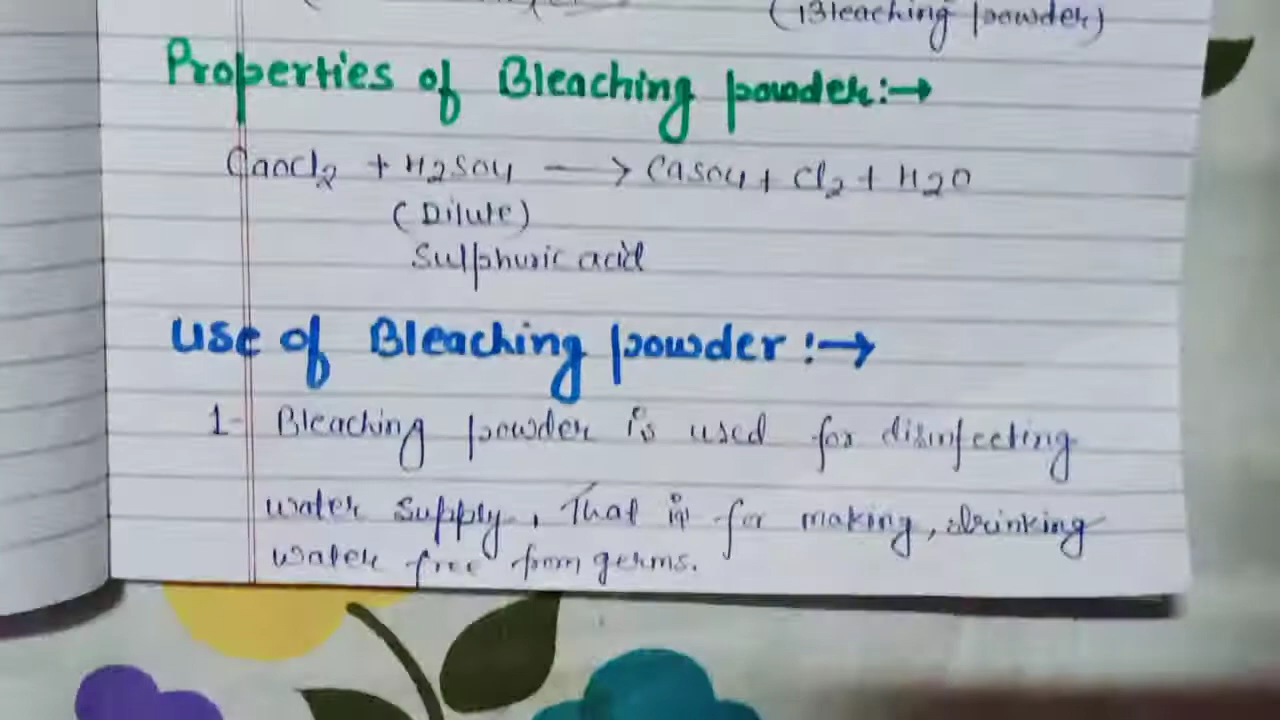 (Bleaching powder)
Properties of Bleaching powder:→
CaOCl2 + H2SO4 —> CaSO4 + Cl2 + H2O
(Dilute)
Sulphuric acid
Use of Bleaching powder:→
1- Bleaching powder is used for disinfecting
water supply, That is for making, drinking
water free from germs.